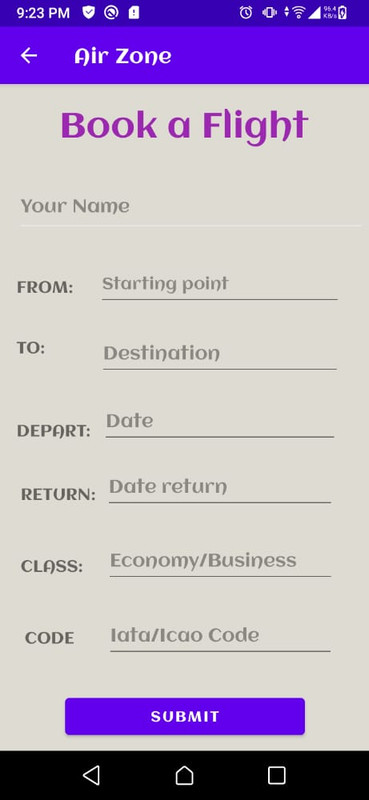 9:23 PM 96.4 KB/s
Air Zone
Book a Flight
Your Name
FROM: Starting point
TO: Destination
DEPART: Date
RETURN: Date return
CLASS: Economy/Business
CODE Iata/Icao Code
SUBMIT